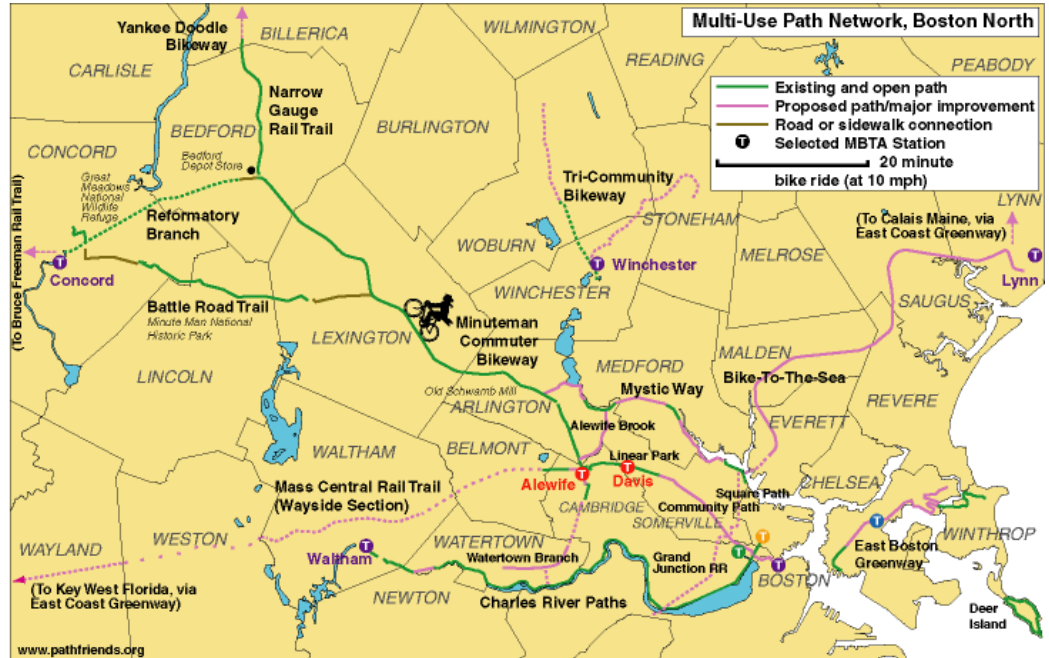 Multi-Use Path Network, Boston North
Existing and open path
Proposed path/major improvement
Road or sidewalk connection
T Selected MBTA Station
20 minute
bike ride (at 10 mph)
Yankee Doodle
Bikeway
BILLERICA
WILMINGTON
READING
PEABODY
CARLISLE
Narrow
Gauge
Rail Trail
BEDFORD
BURLINGTON
CONCORD
Bedford
Depot Store
Great
Meadows
National
Wildlife
Refuge
Tri-Community
Bikeway
LYNN
(To Calais Maine, via
East Coast Greenway)
Reformatory
Branch
STONEHAM
WOBURN
MELROSE
(To Bruce Freeman Rail Trail)
T
Concord
T
Winchester
T
Lynn
WINCHESTER
SAUGUS
Battle Road Trail
Minute Man National
Historic Park
LEXINGTON
Minuteman
Commuter
Bikeway
LINCOLN
MEDFORD
MALDEN
Bike-To-The-Sea
Old Schwamb Mill
Mystic Way
ARLINGTON
REVERE
EVERETT
Alewife Brook
WALTHAM
BELMONT
Linear Park
T
Alewife
T
Davis
CHELSEA
Mass Central Rail Trail
(Wayside Section)
Square Path
Community Path
CAMBRIDGE
SOMERVILLE
T
WINTHROP
WAYLAND
WESTON
WATERTOWN
T
Waltham
Watertown Branch
Grand
Junction RR
T
T
T
BOSTON
East Boston
Greenway
(To Key West Florida, via
East Coast Greenway)
NEWTON
Charles River Paths
Deer
Island
www.pathfriends.org